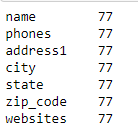 name 77
phones 77
address1 77
city 77
state 77
zip_code 77
websites 77